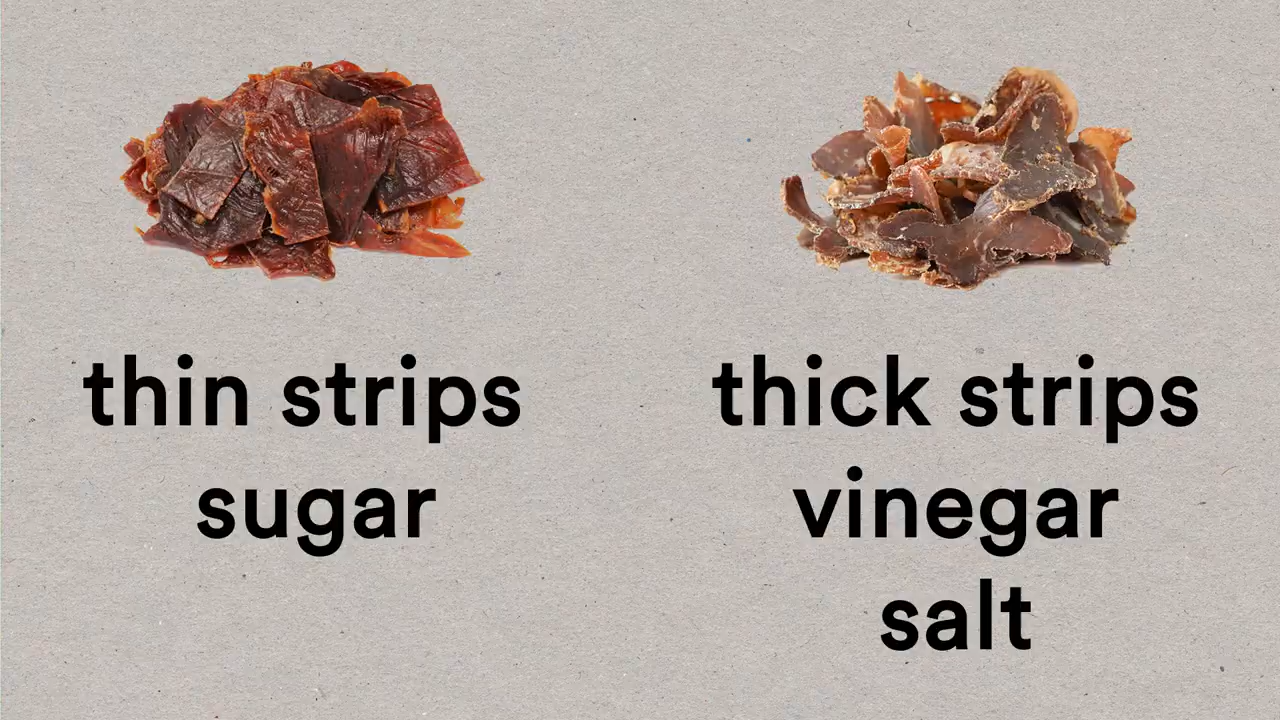 thin strips
sugar
thick strips
vinegar
salt